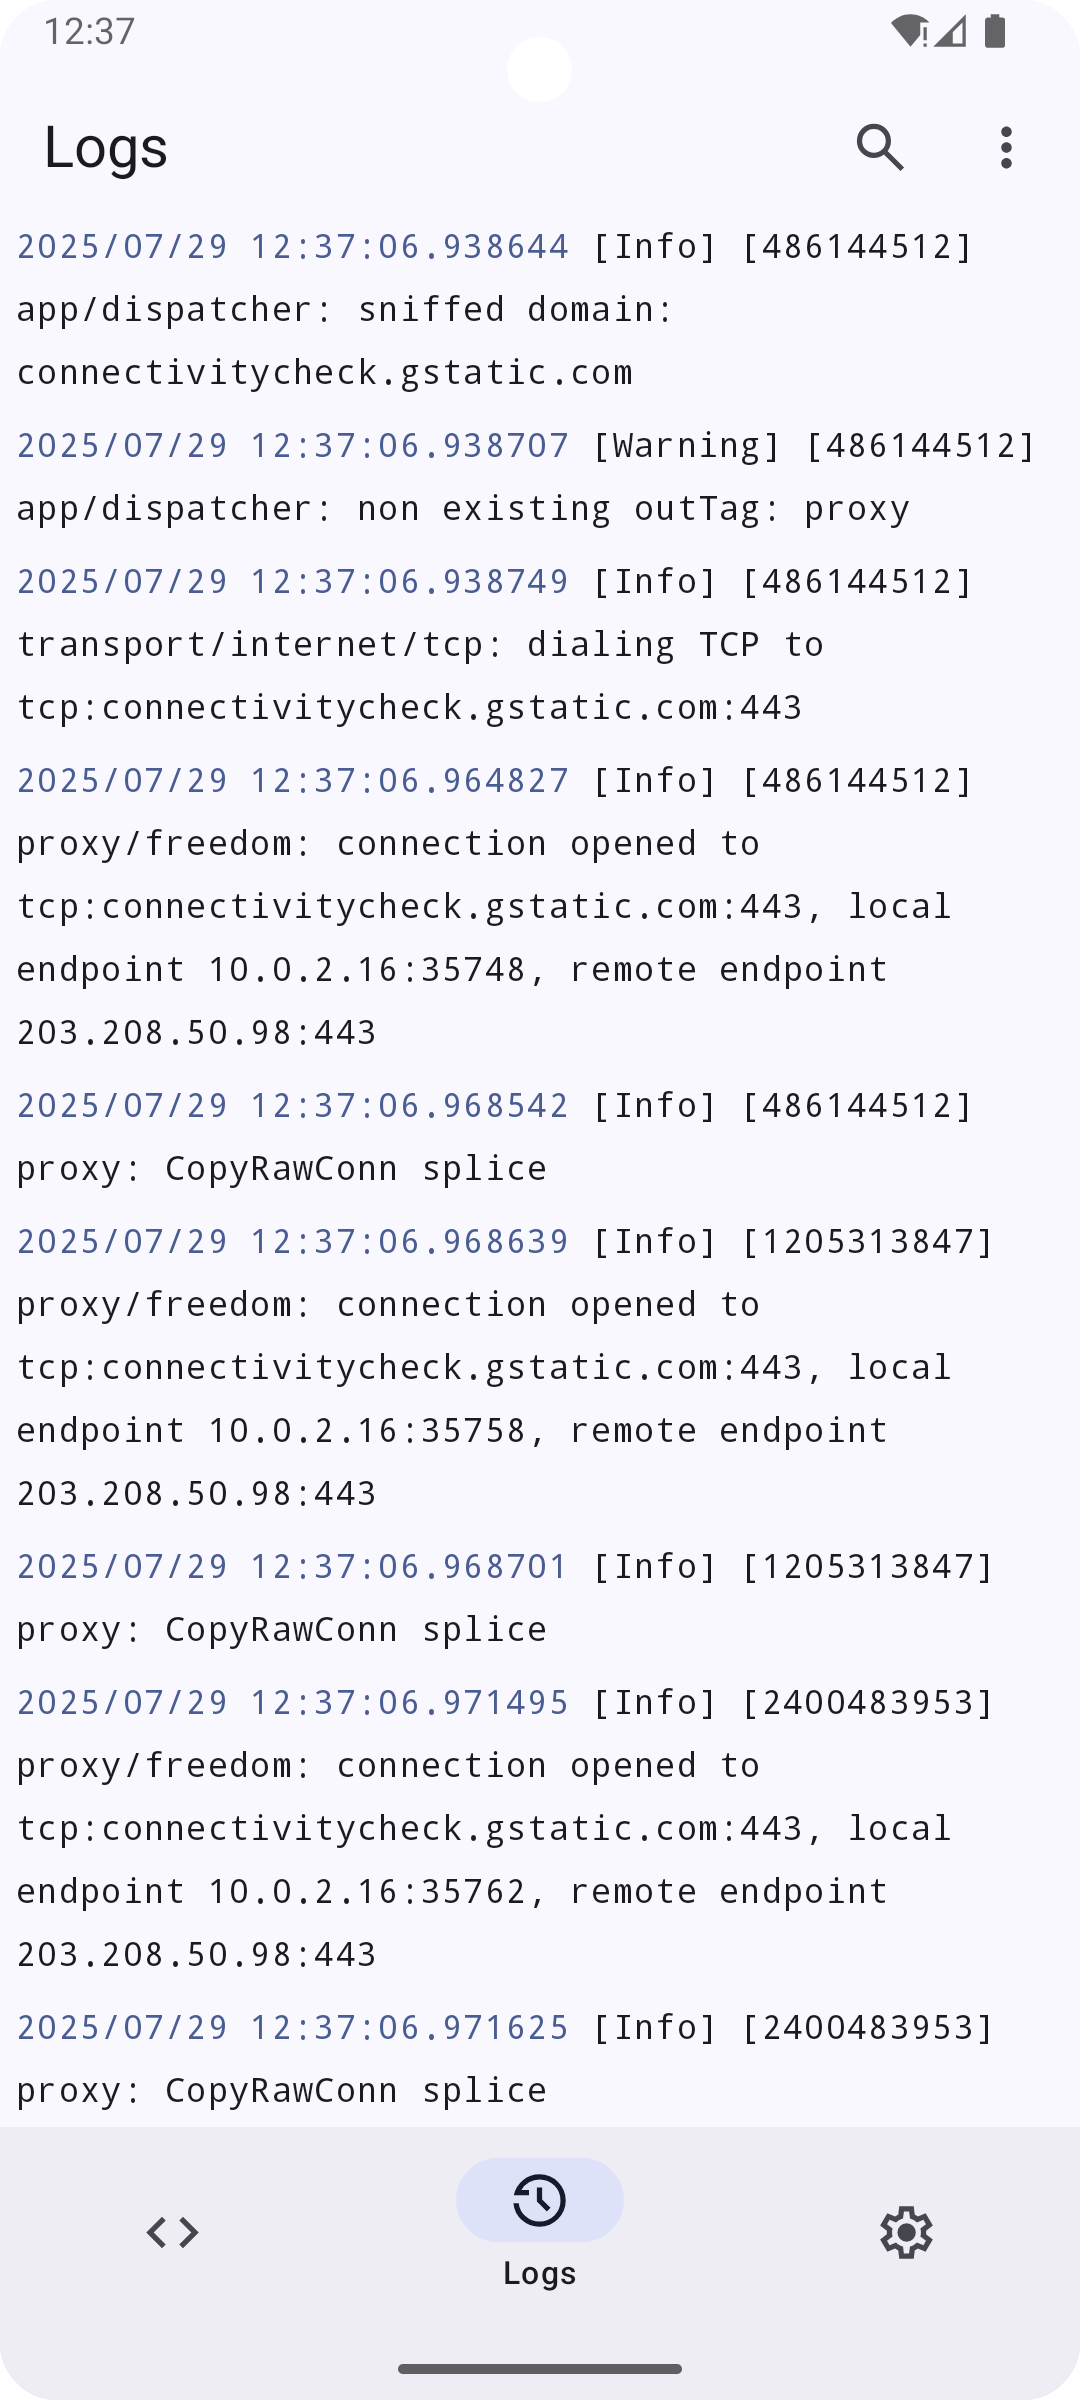 12:37
Logs
2025/07/29 12:37:06.938644 [Info] [486144512]
app/dispatcher: sniffed domain:
connectivitycheck.gstatic.com
2025/07/29 12:37:06.938707 [Warning] [486144512]
app/dispatcher: non existing outTag: proxy
2025/07/29 12:37:06.938749 [Info] [486144512]
transport/internet/tcp: dialing TCP to
tcp:connectivitycheck.gstatic.com:443
2025/07/29 12:37:06.964827 [Info] [486144512]
proxy/freedom: connection opened to
tcp:connectivitycheck.gstatic.com:443, local
endpoint 10.0.2.16:35748, remote endpoint
203.208.50.98:443
2025/07/29 12:37:06.968542 [Info] [486144512]
proxy: CopyRawConn splice
2025/07/29 12:37:06.968639 [Info] [1205313847]
proxy/freedom: connection opened to
tcp:connectivitycheck.gstatic.com:443, local
endpoint 10.0.2.16:35758, remote endpoint
203.208.50.98:443
2025/07/29 12:37:06.968701 [Info] [1205313847]
proxy: CopyRawConn splice
2025/07/29 12:37:06.971495 [Info] [2400483953]
proxy/freedom: connection opened to
tcp:connectivitycheck.gstatic.com:443, local
endpoint 10.0.2.16:35762, remote endpoint
203.208.50.98:443
2025/07/29 12:37:06.971625 [Info] [2400483953]
proxy: CopyRawConn splice
Logs